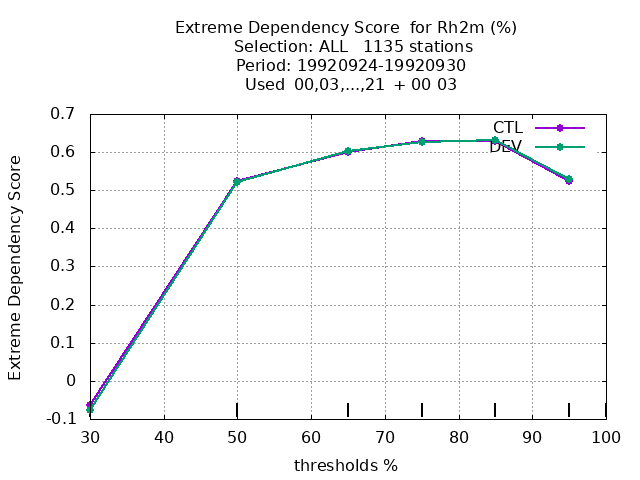 Extreme Dependency Score  for Rh2m (%)
Selection: ALL   1135 stations
Period: 19920924-19920930
Used  00,03,...,21  + 00 03
Extreme Dependency Score
0.7
0.6
0.5
0.4
0.3
0.2
0.1
0
-0.1
CTL
DEV
30 40 50 60 70 80 90 100
thresholds %